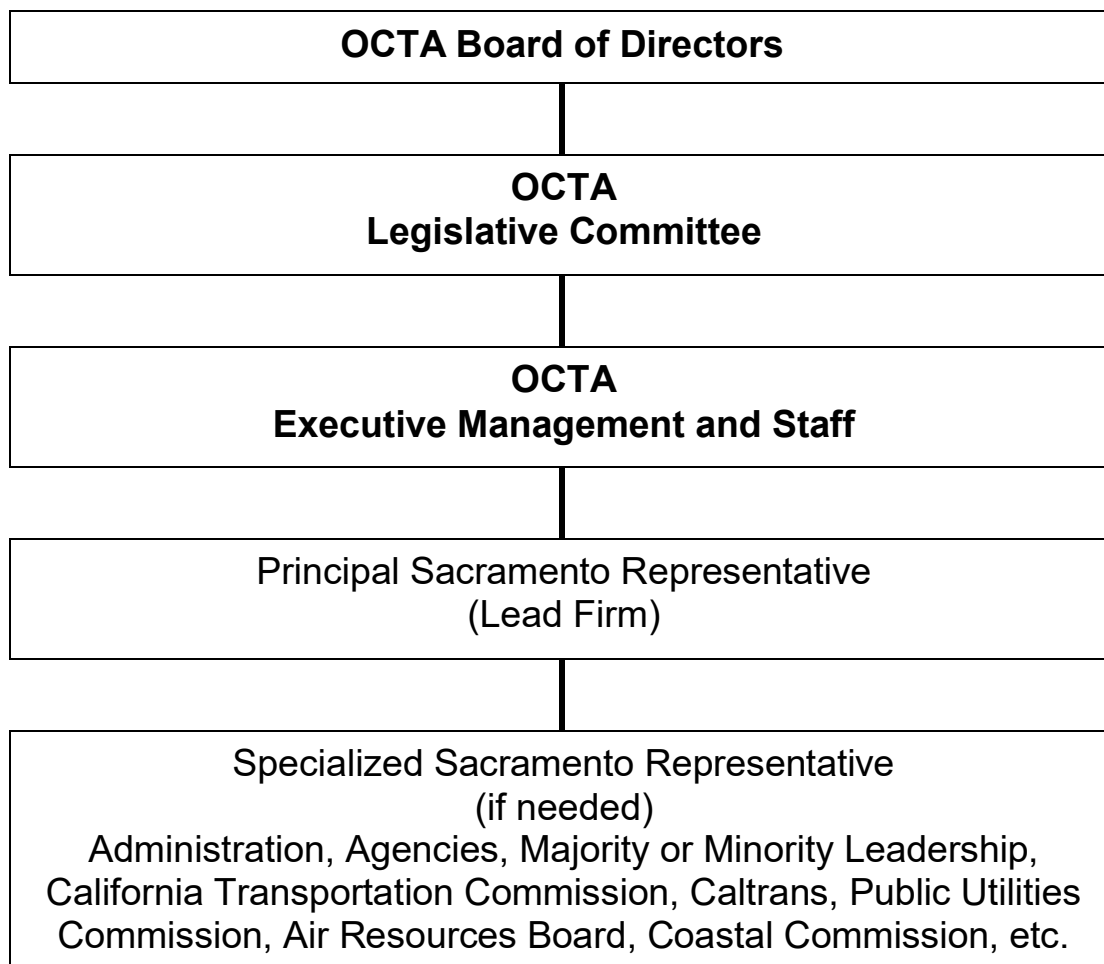 OCTA Board of Directors
OCTA
Legislative Committee
OCTA
Executive Management and Staff
Principal Sacramento Representative
(Lead Firm)
Specialized Sacramento Representative
(if needed)
Administration, Agencies, Majority or Minority Leadership,
California Transportation Commission, Caltrans, Public Utilities
Commission, Air Resources Board, Coastal Commission, etc.